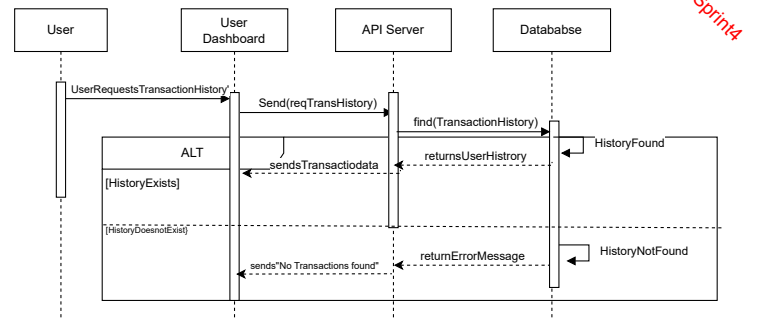 Sprint4
User
User
Dashboard
API Server
Datababse
UserRequestsTransactionHistory'
Send(reqTransHistory)
find(TransactionHistory)
HistoryFound
ALT
returnsUserHistrory
sendsTransactiodata
[HistoryExists]
[HistoryDoesnotExist}
HistoryNotFound
returnErrorMessage
sends"No Transactions found"